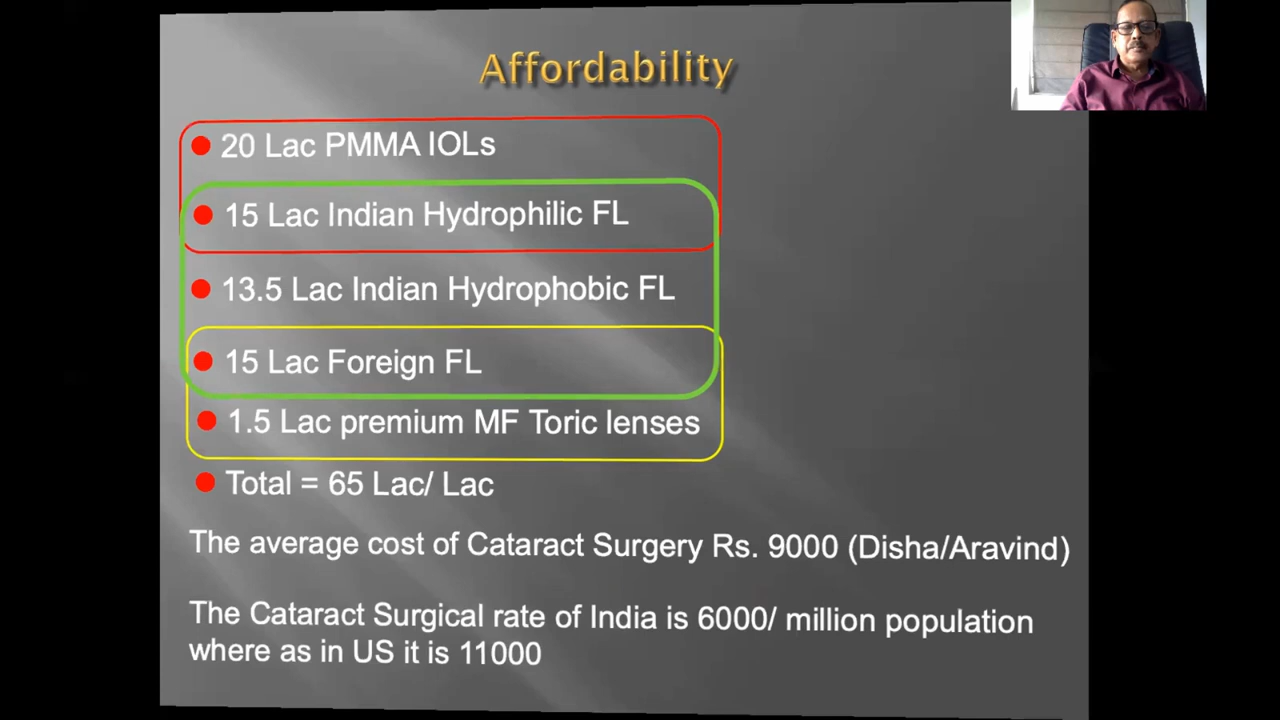 Affordability
20 Lac PMMA IOLs
15 Lac Indian Hydrophilic FL
13.5 Lac Indian Hydrophobic FL
15 Lac Foreign FL
1.5 Lac premium MF Toric lenses
Total = 65 Lac/ Lac
The average cost of Cataract Surgery Rs. 9000 (Disha/Aravind)
The Cataract Surgical rate of India is 6000/ million population
where as in US it is 11000